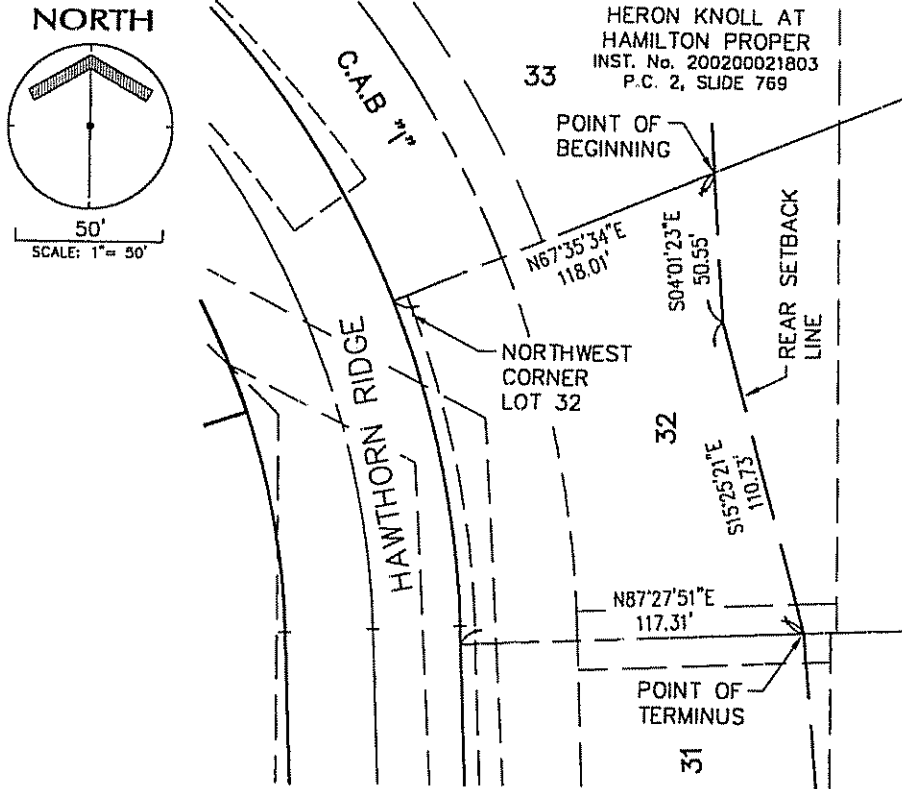 NORTH
50'
SCALE: 1"= 50'
C.A.B "I"
33
HERON KNOLL AT
HAMILTON PROPER
INST. No. 200200021803
P.C. 2, SLIDE 769
POINT OF
BEGINNING
N67°35'34"E
118.01'
S04°01'23"E
50.55'
REAR SETBACK
LINE
NORTHWEST
CORNER
LOT 32
HAWTHORN RIDGE
32
S15°25'21"E
110.73'
N87°27'51"E
117.31'
POINT OF
TERMINUS
31